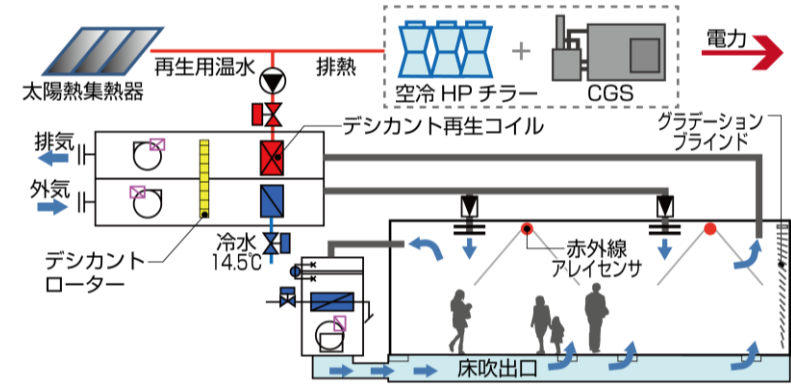 太陽熱集熱器
再生用温水
排熱
空冷HPチラー
+
CGS
電力
デシカント再生コイル
グラデーション
ブラインド
排気
外気
冷水
14.5℃
デシカント
ローター
赤外線
アレイセンサ
床吹出口